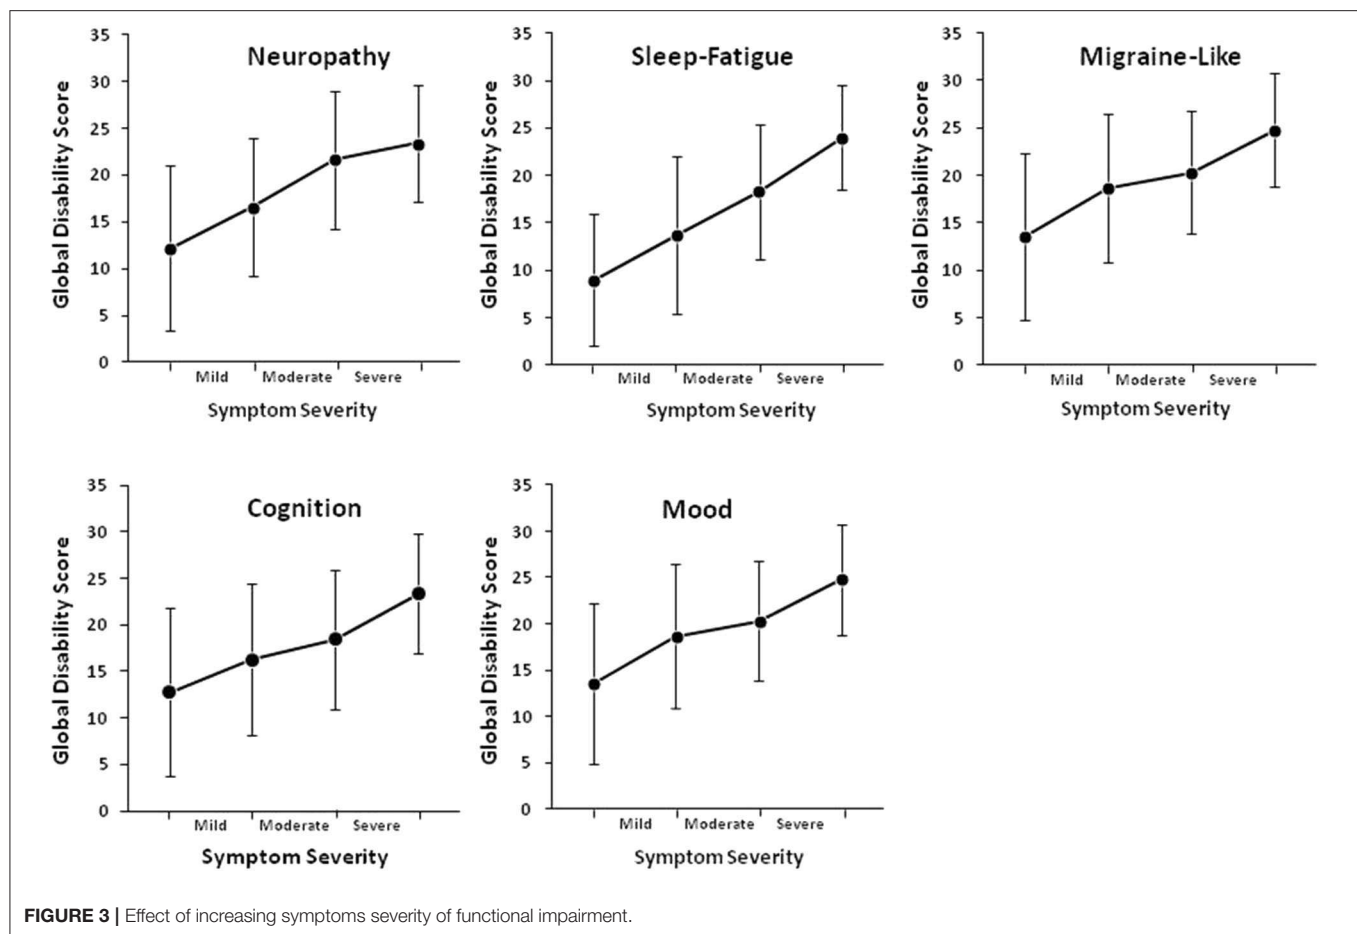 Neuropathy
Global Disability Score
35
30
25
20
15
10
5
0
Mild Moderate Severe
Symptom Severity
Sleep-Fatigue
Global Disability Score
35
30
25
20
15
10
5
0
Mild Moderate Severe
Symptom Severity
Migraine-Like
Global Disability Score
35
30
25
20
15
10
5
0
Mild Moderate Severe
Symptom Severity
Cognition
Global Disability Score
35
30
25
20
15
10
5
0
Mild Moderate Severe
Symptom Severity
Mood
Global Disability Score
35
30
25
20
15
10
5
0
Mild Moderate Severe
Symptom Severity
FIGURE 3 | Effect of increasing symptoms severity of functional impairment.